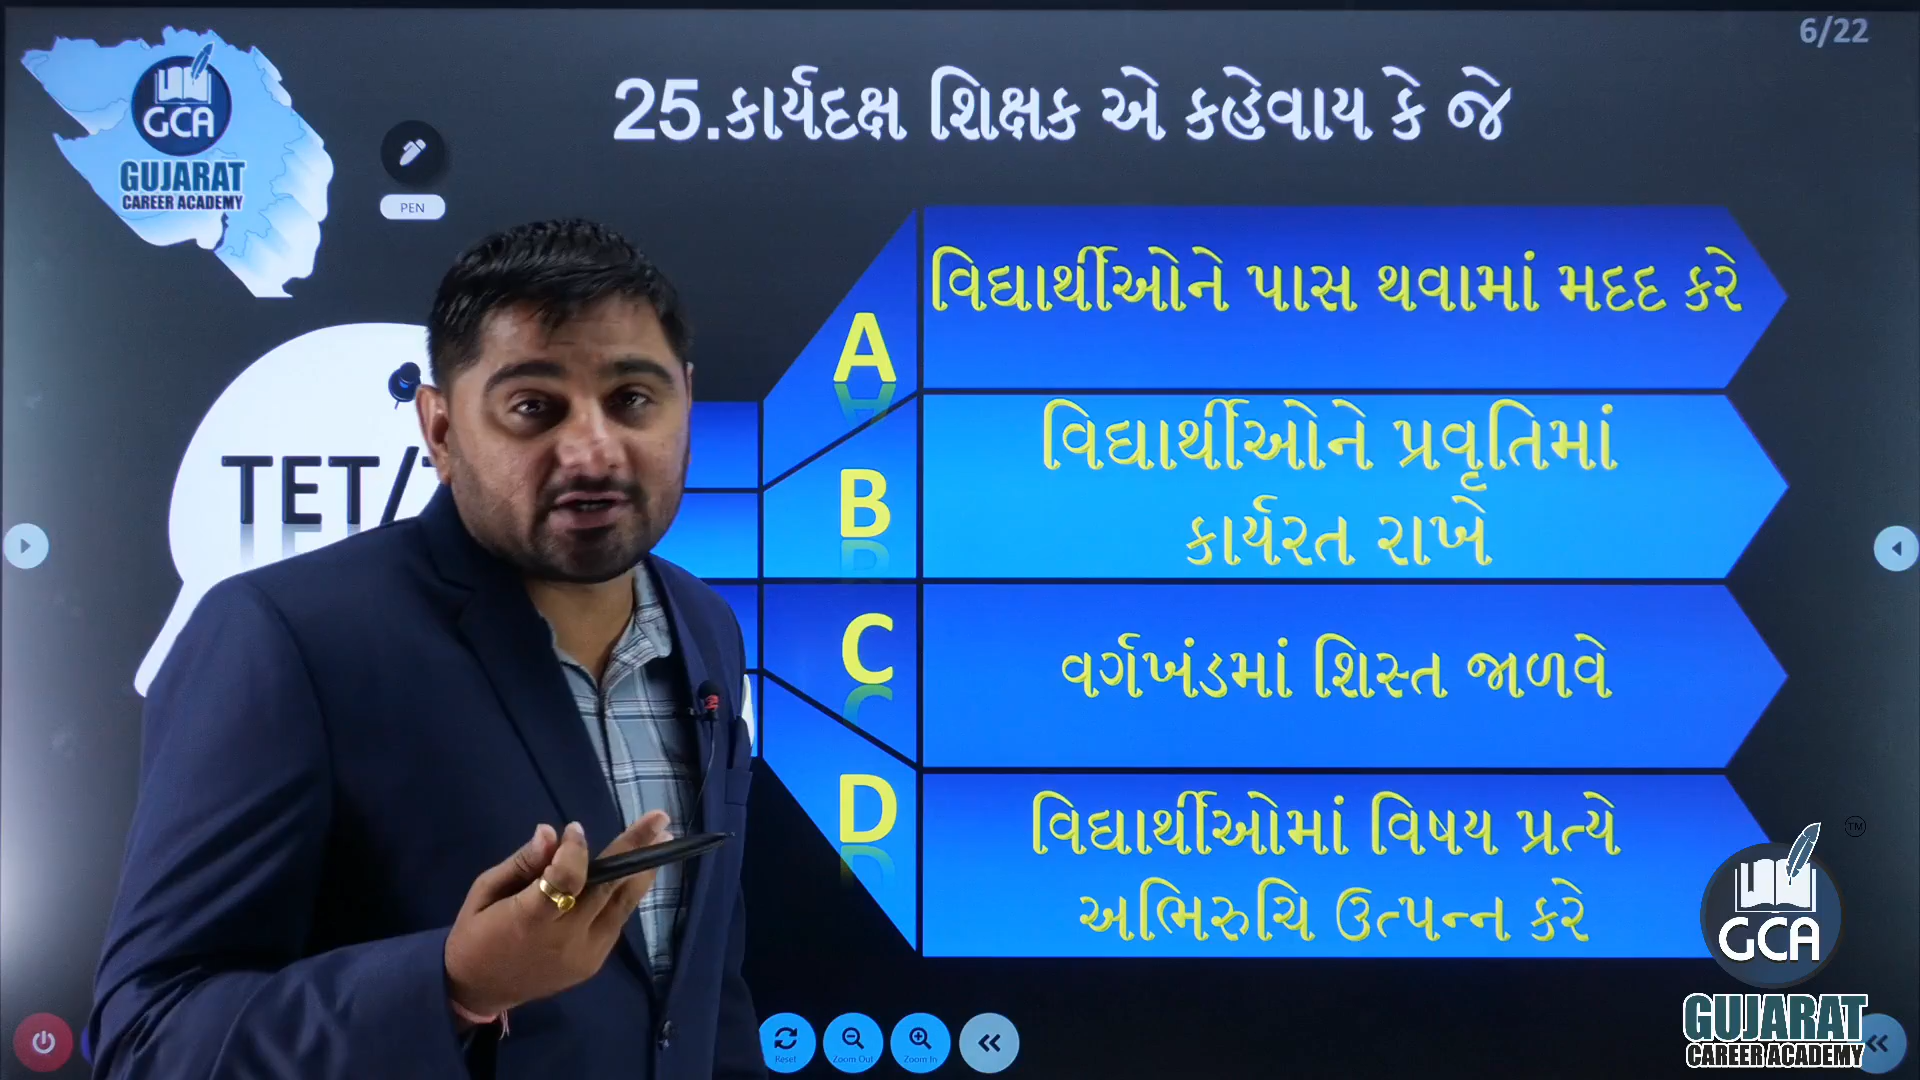 6/22
GCA
GUJARAT
CAREER ACADEMY
PEN
25.કાર્યદક્ષ શિક્ષક એ કહેવાય કે જે
A
વિદ્યાર્થીઓને પાસ થવામાં મદદ કરે
B
વિદ્યાર્થીઓને પ્રવૃતિમાં
કાર્યરત રાખે
C
વર્ગખંડમાં શિસ્ત જાળવે
D
વિદ્યાર્થીઓમાં વિષય પ્રત્યે
અભિરુચિ ઉત્પન્ન કરે
TET/
Reset
Zoom Out
Zoom In
TM
GCA
GUJARAT
CAREER ACADEMY